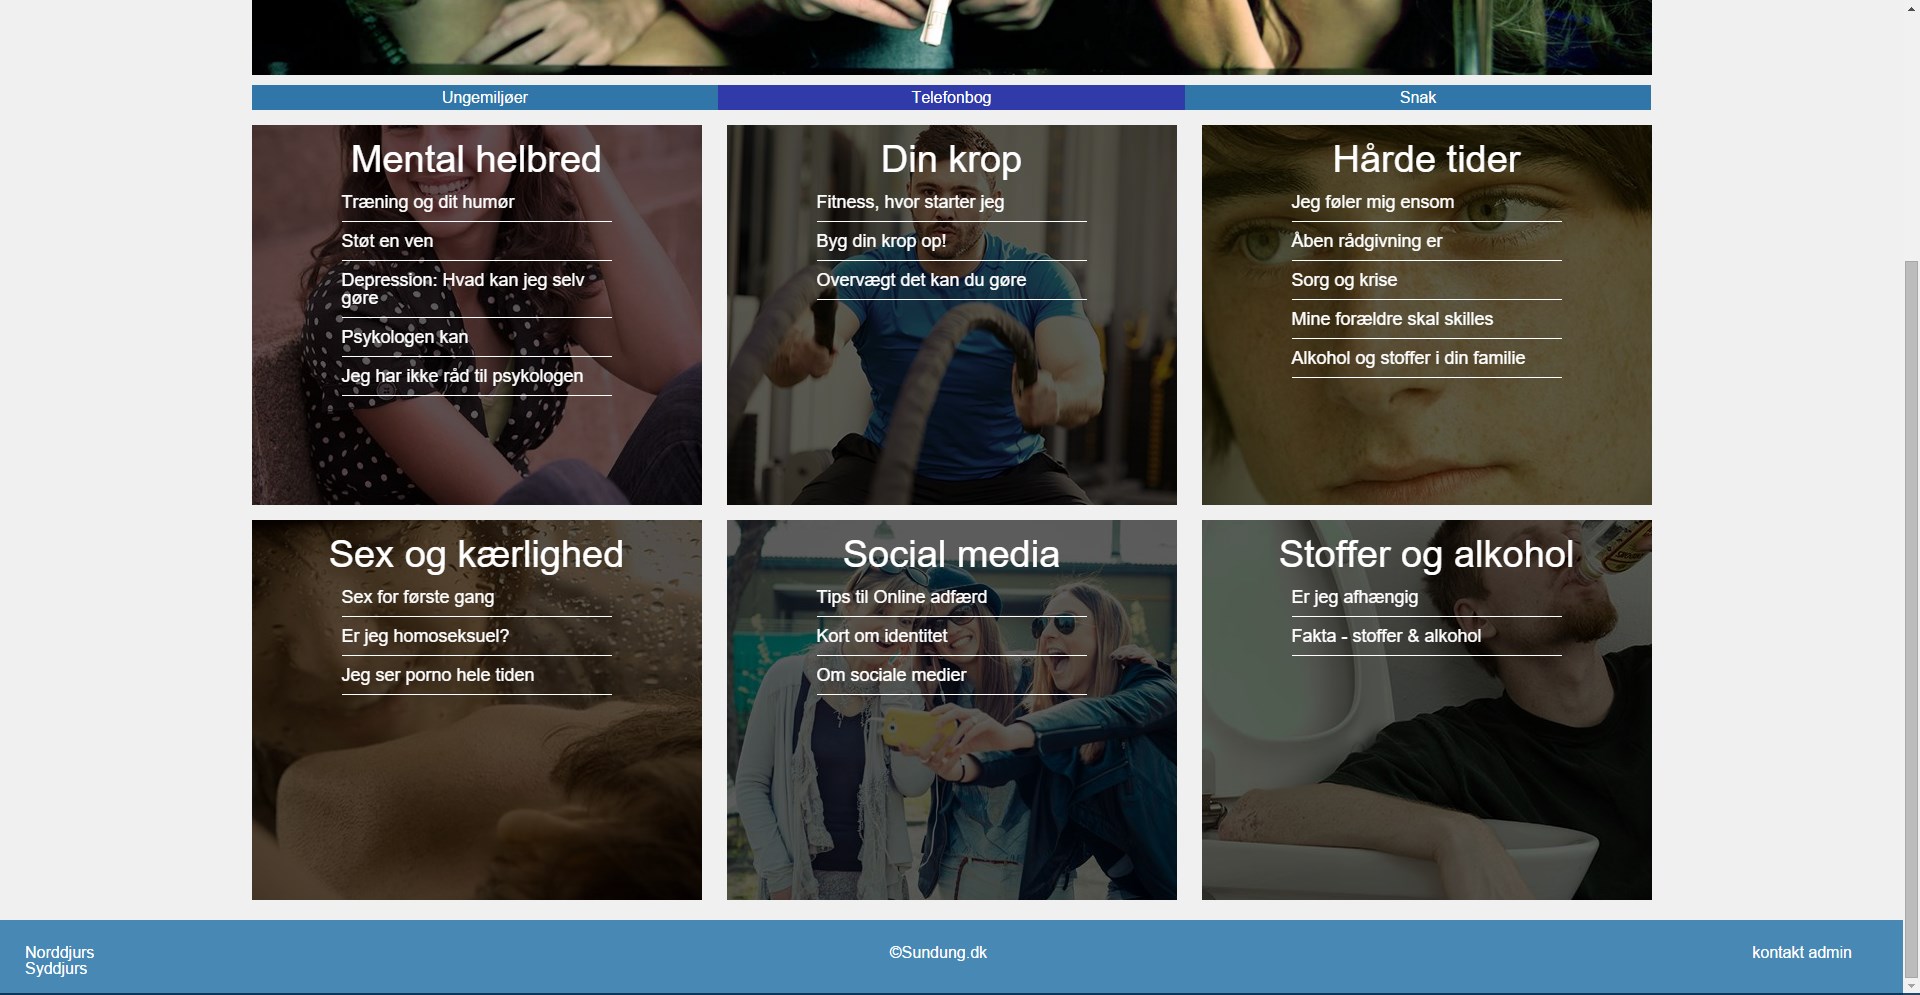 Ungemiljøer
Telefonbog
Snak
Mental helbred
Træning og dit humør
Støt en ven
Depression: Hvad kan jeg selv
gøre
Psykologen kan
Jeg har ikke råd til psykologen
Din krop
Fitness, hvor starter jeg
Byg din krop op!
Overvægt det kan du gøre
Hårde tider
Jeg føler mig ensom
Åben rådgivning er
Sorg og krise
Mine forældre skal skilles
Alkohol og stoffer i din familie
Sex og kærlighed
Sex for første gang
Er jeg homoseksuel?
Jeg ser porno hele tiden
Social media
Tips til Online adfærd
Kort om identitet
Om sociale medier
Stoffer og alkohol
Er jeg afhængig
Fakta - stoffer & alkohol
Norddjurs
Syddjurs
©Sundung.dk
kontakt admin